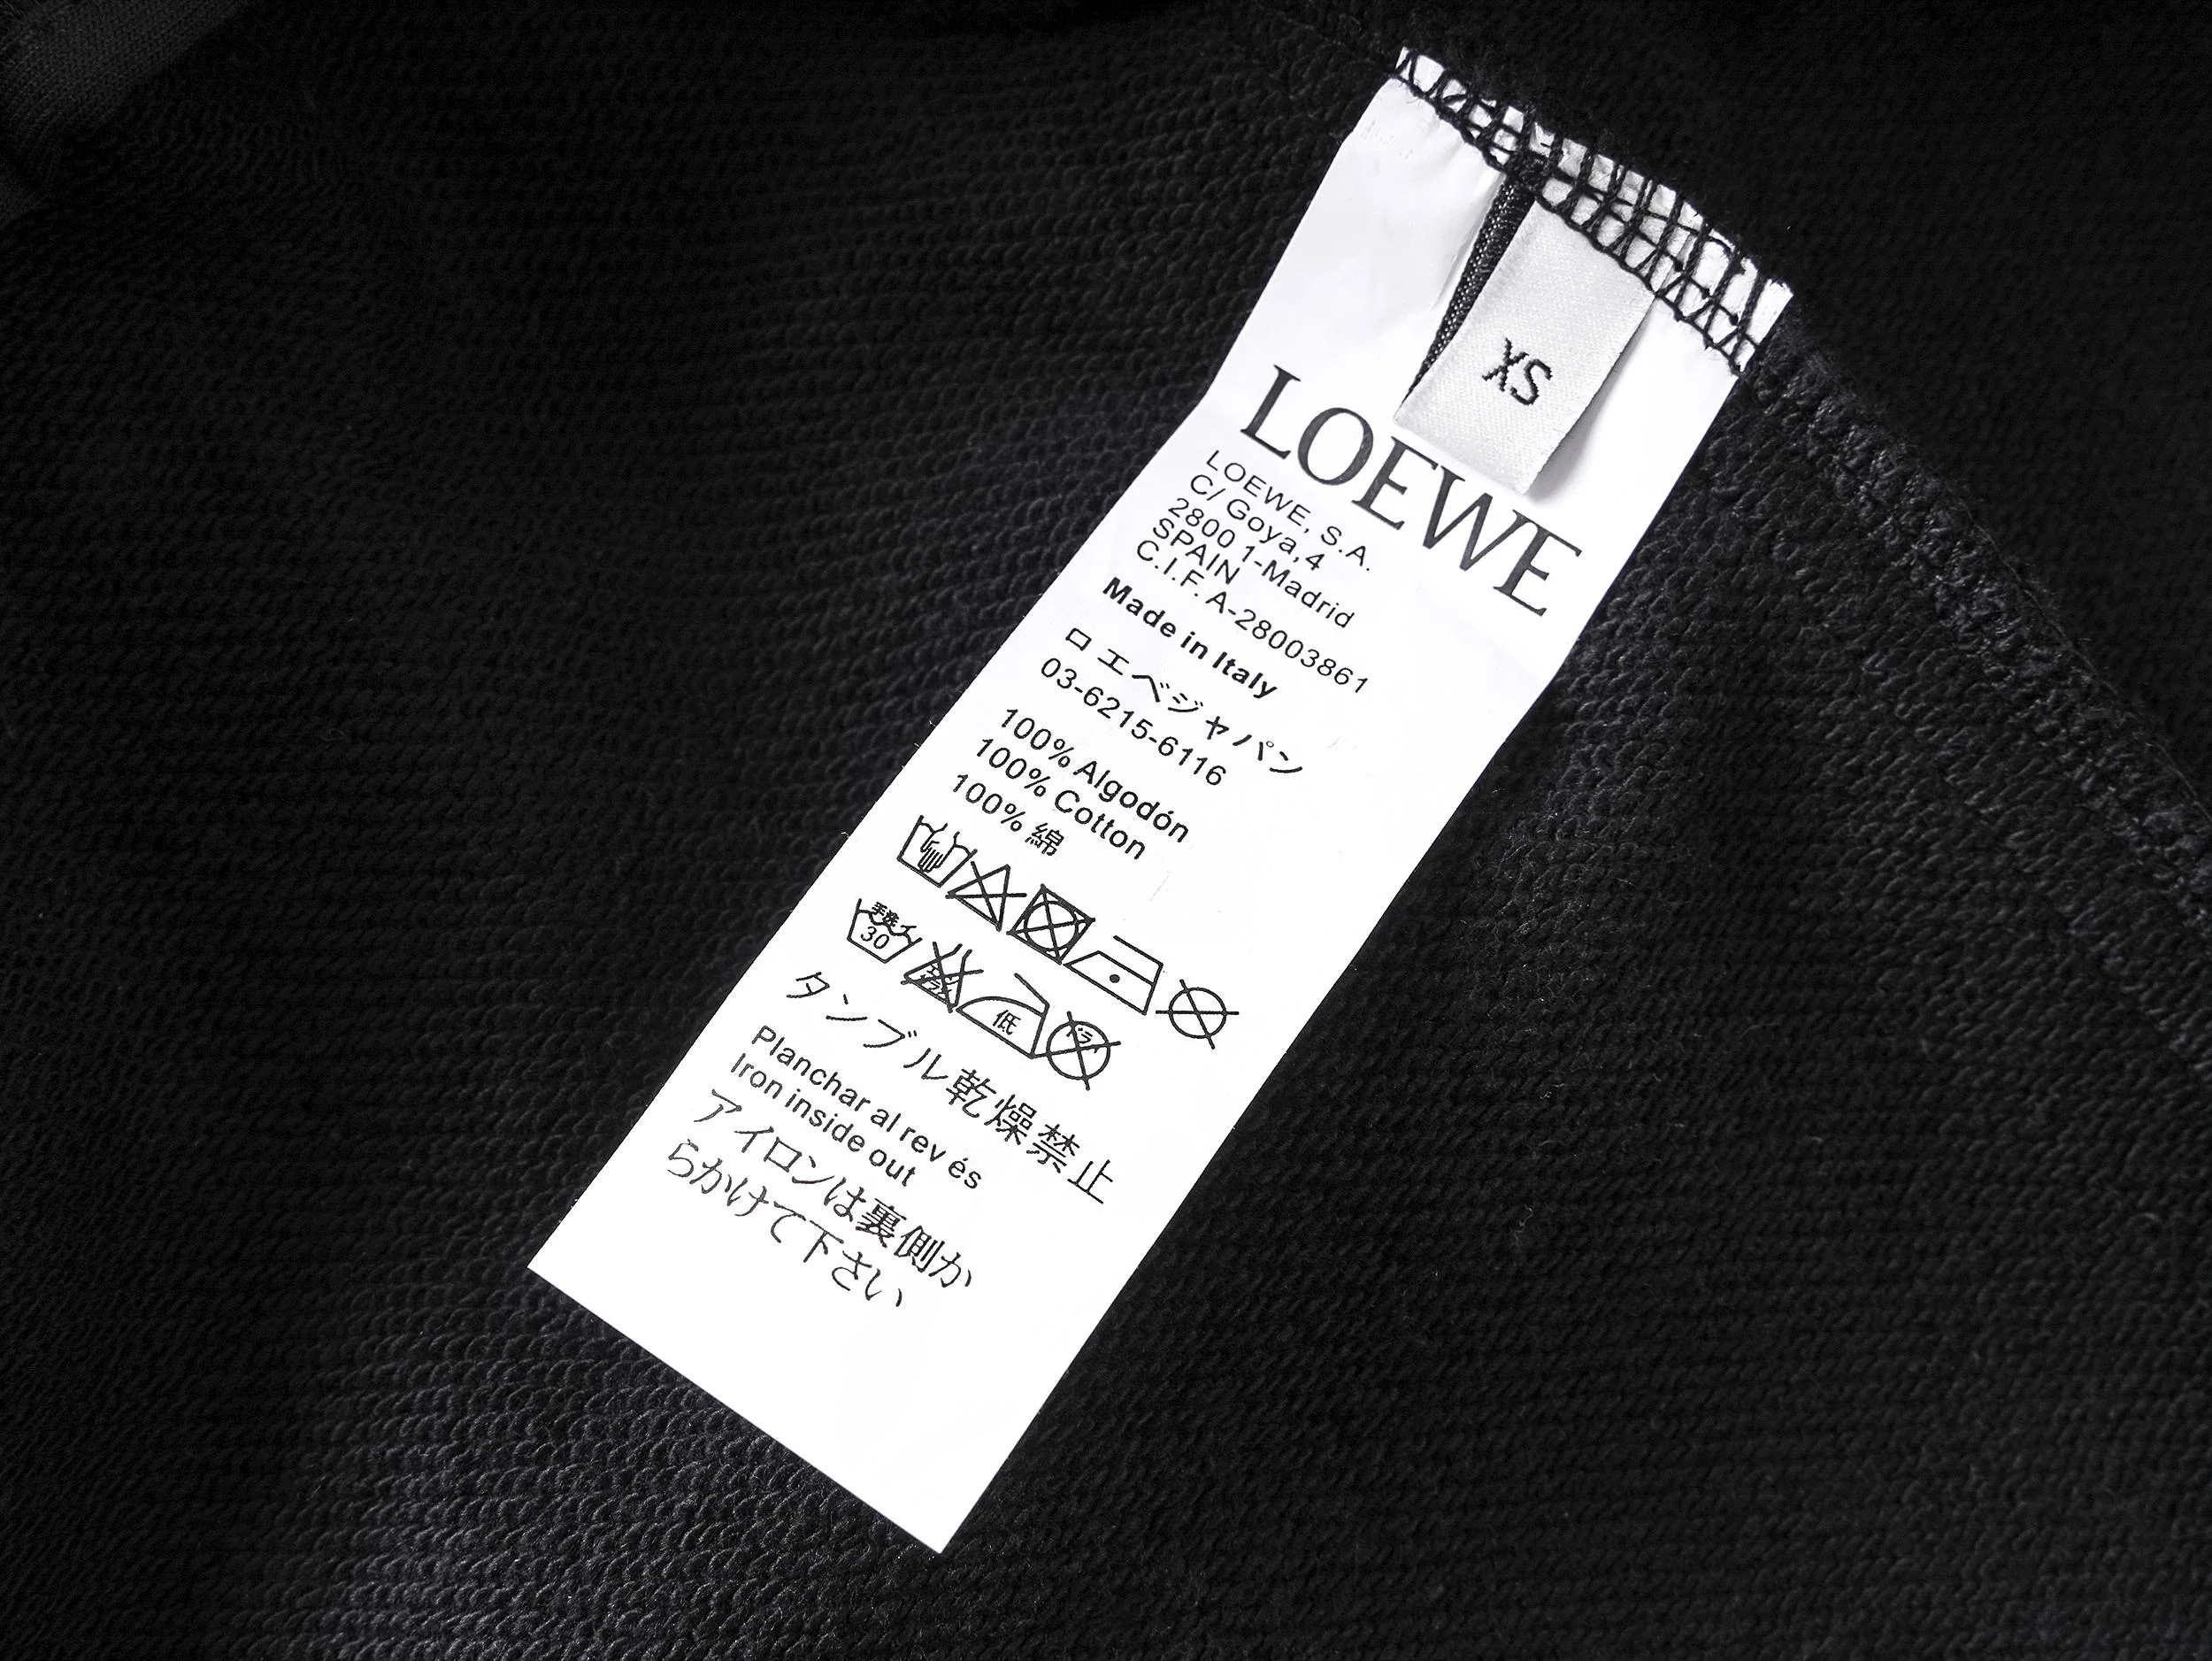 XS
LOEWE
LOEWE, S.A.
C/ Goya,4
2800 1-Madrid
SPAIN
C.I.F. A-28003861
Made in Italy
ロエベジャパン
03-6215-6116
100% Algodón
100% Cotton
100% 綿
手洗イ
30
低
タンブル乾燥禁止
Planchar al rev és
Iron inside out
アイロンは裏側か
らかけて下さい